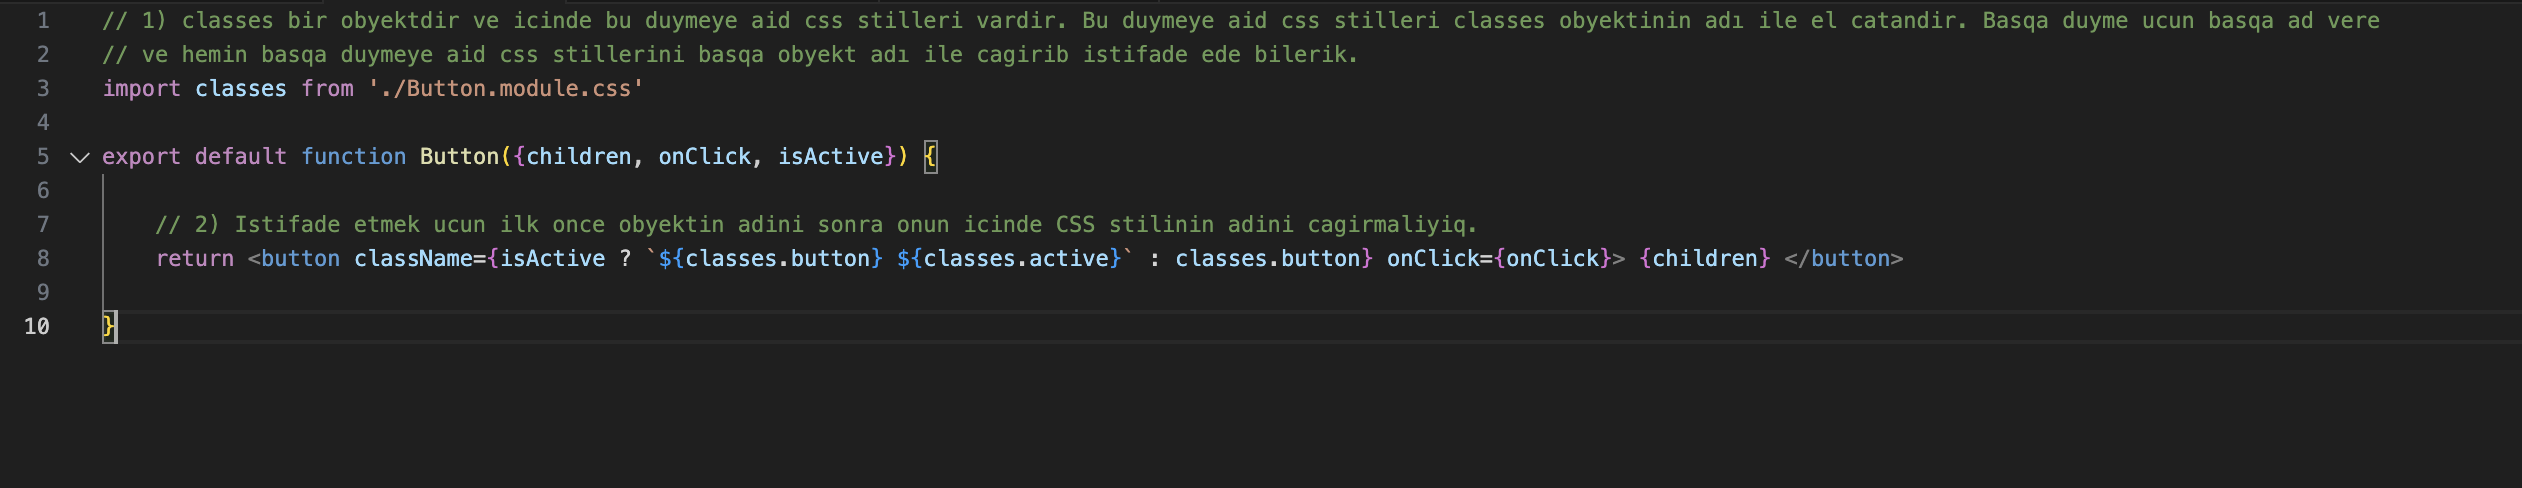 1 // 1) classes bir obyektdir ve icinde bu duymeye aid css stilleri vardir. Bu duymeye aid css stilleri classes obyektinin adı ile el catandir. Basqa duyme ucun basqa ad vere
2 // ve hemin basqa duymeye aid css stillerini basqa obyekt adı ile cagirib istifade ede bilerik.
3 import classes from './Button.module.css'
4
5 export default function Button({children, onClick, isActive}) {
6
7 // 2) Istifade etmek ucun ilk once obyektin adini sonra onun icinde CSS stilinin adini cagirmaliyiq.
8 return <button className={isActive ? `${classes.button} ${classes.active}` : classes.button} onClick={onClick}> {children} </button>
9
10 }